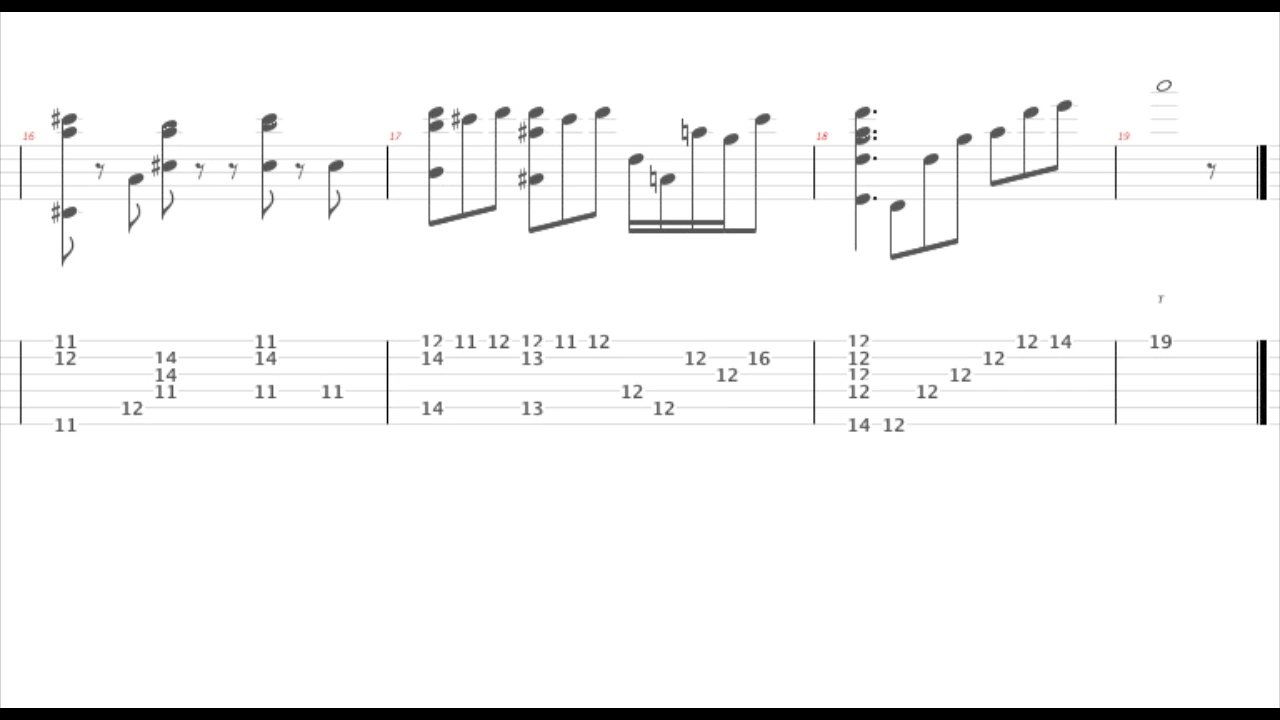 16 17 18 19
T
11 11 12 11 12 12 11 12 12 12 14 19
12 14 14 14 13 12 16 12 12
14 12 12 12
11 11 11 12 12 12
12 14 13 12
11 14 12